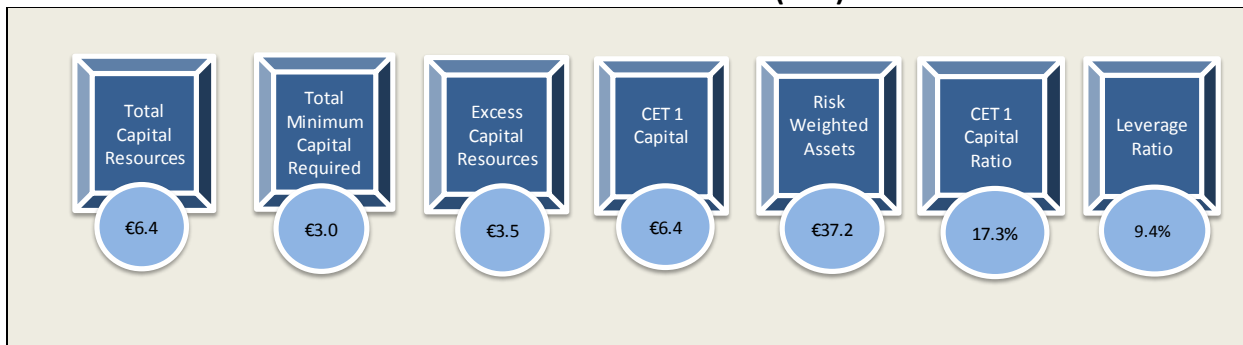 Total
Capital
Resources
€6.4
Total
Minimum
Capital
Required
€3.0
Excess
Capital
Resources
€3.5
CET 1
Capital
€6.4
Risk
Weighted
Assets
€37.2
CET 1
Capital
Ratio
17.3%
Leverage
Ratio
9.4%